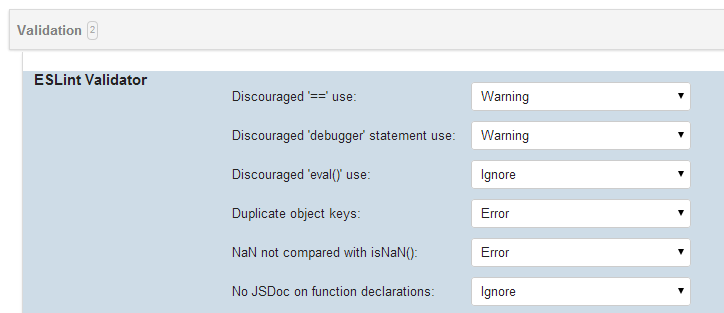 Validation 2
ESLint Validator
Discouraged '==' use: Warning
Discouraged 'debugger' statement use: Warning
Discouraged 'eval()' use: Ignore
Duplicate object keys: Error
NaN not compared with isNaN(): Error
No JSDoc on function declarations: Ignore